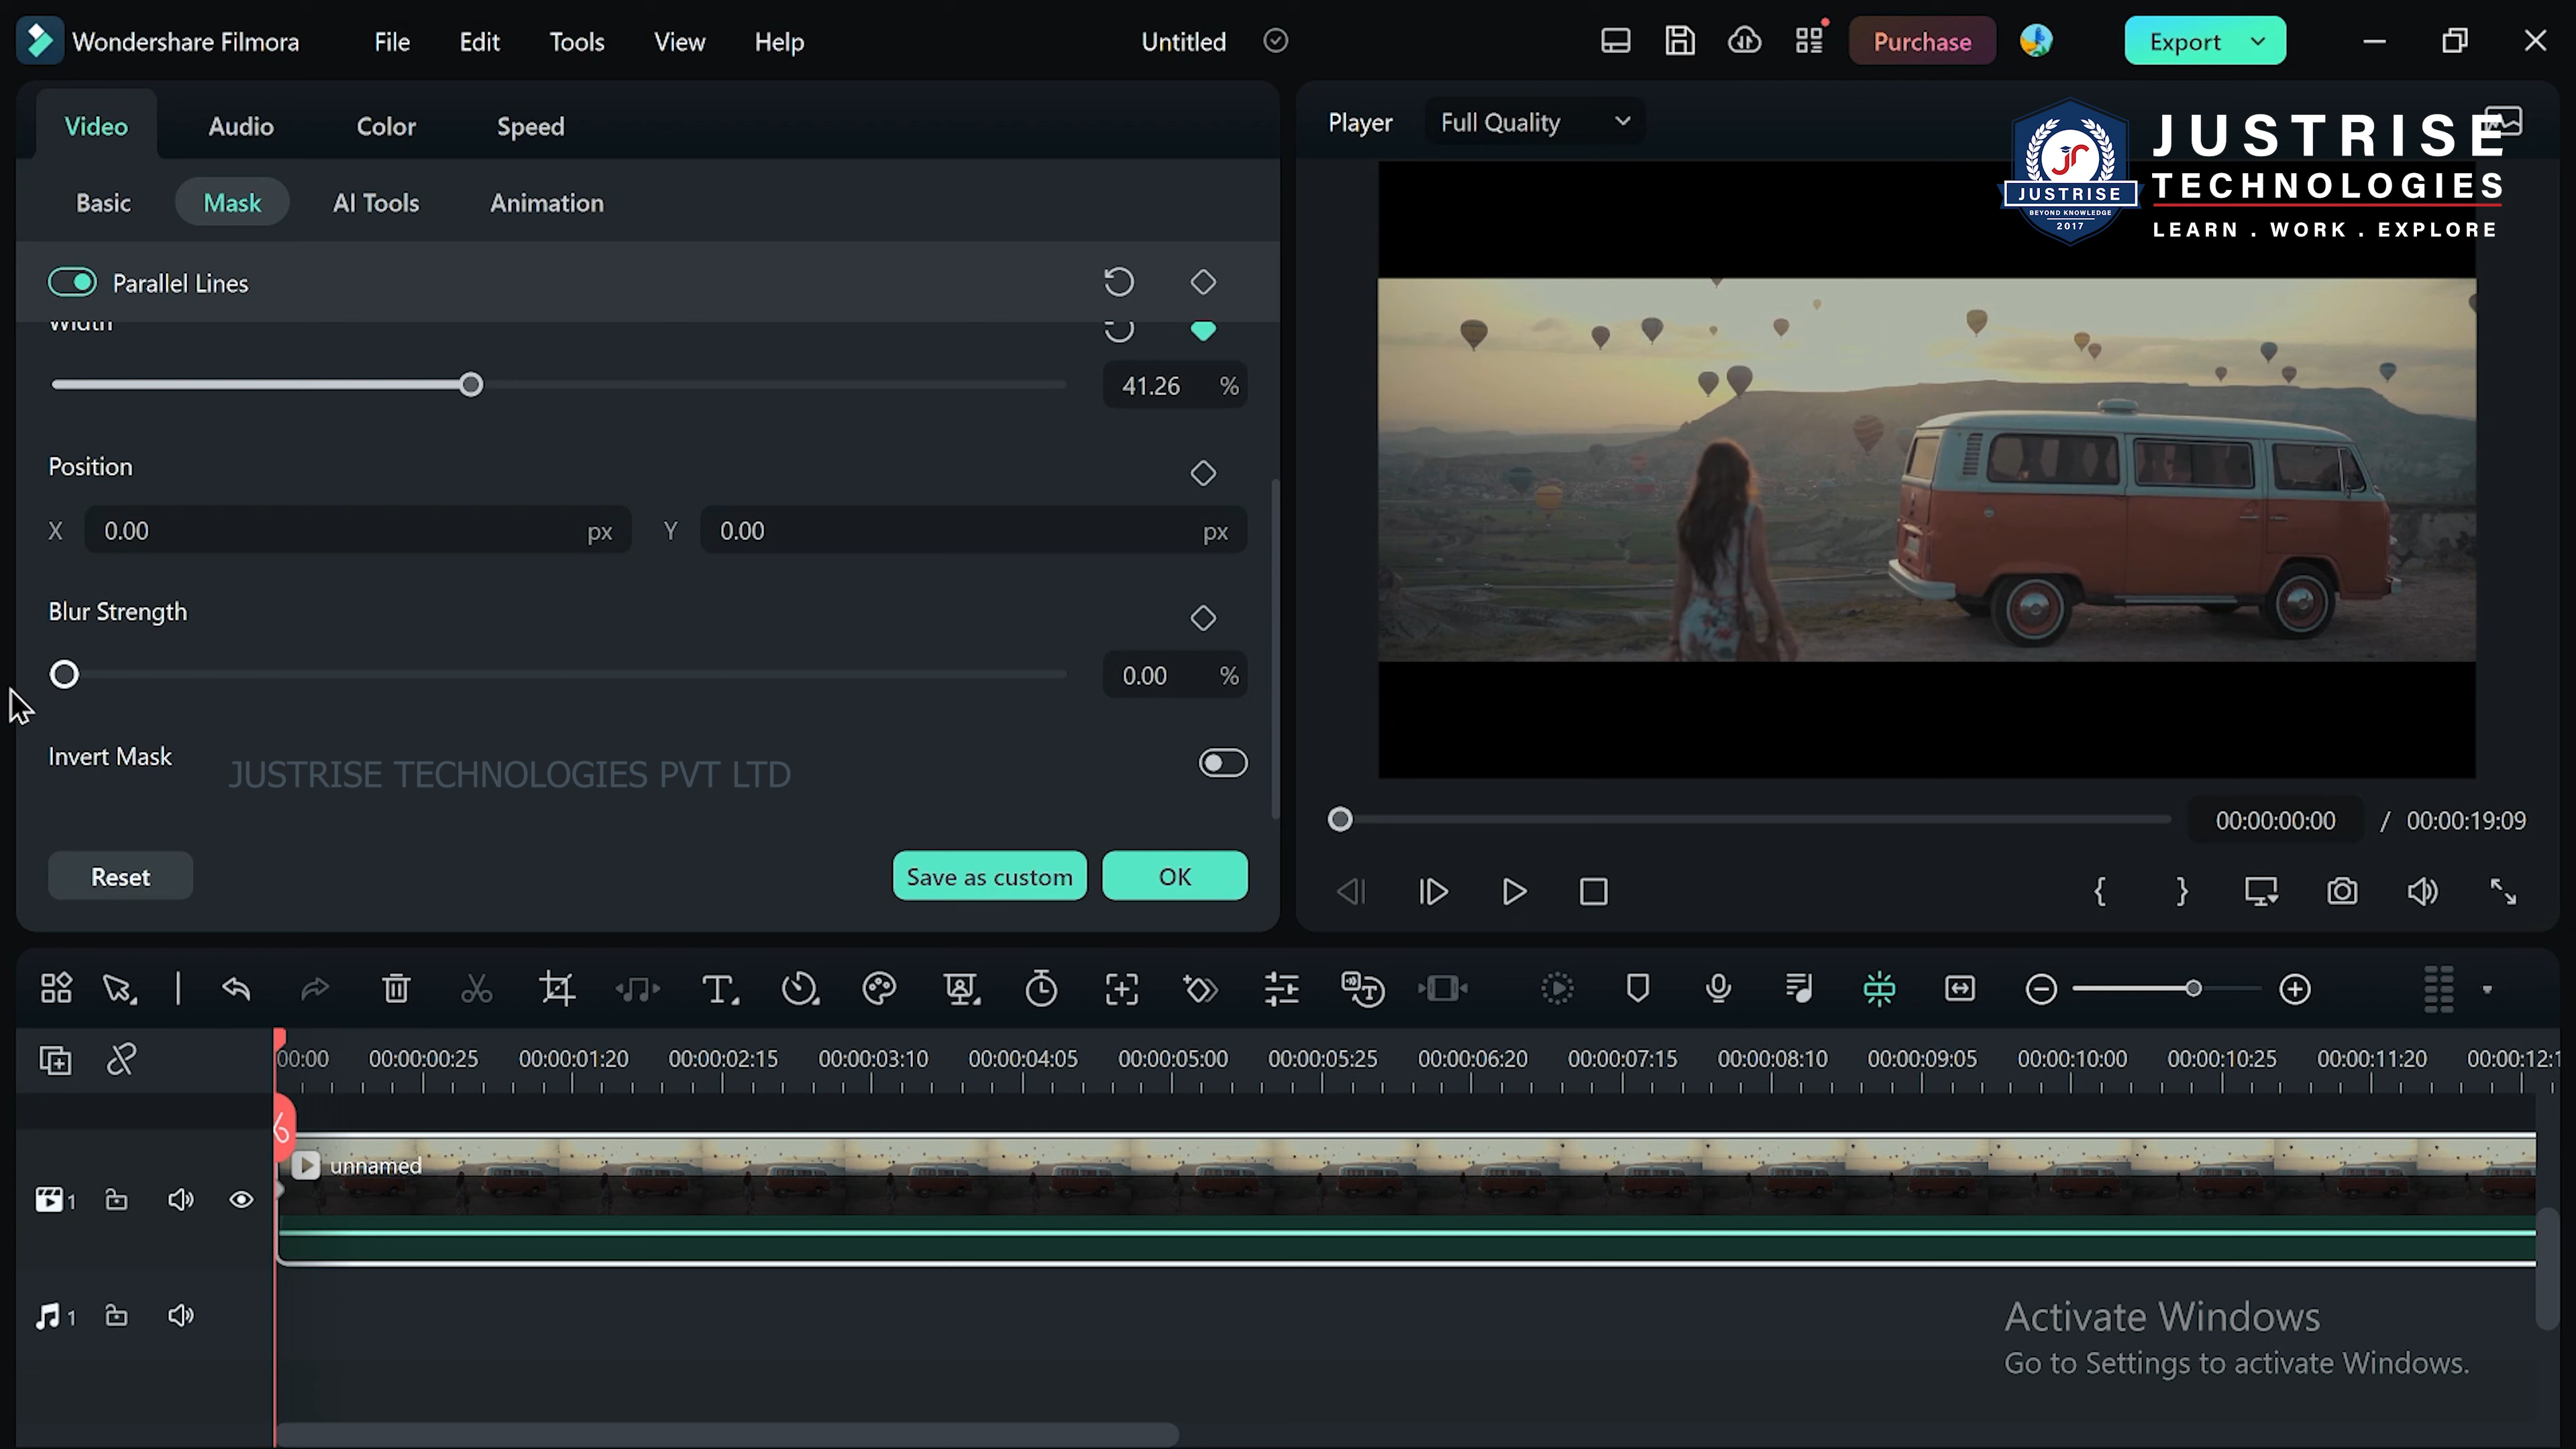 Wondershare Filmora File Edit Tools View Help Untitled Purchase Export
Video Audio Color Speed
Player Full Quality
JUSTRISE
TECHNOLOGIES
LEARN . WORK . EXPLORE
JUSTRISE
BEYOND KNOWLEDGE
2017
Basic Mask AI Tools Animation
Parallel Lines
Width
41.26 %
Position
X 0.00 px Y 0.00 px
Blur Strength
0.00 %
Invert Mask
JUSTRISE TECHNOLOGIES PVT LTD
00:00:00:00 / 00:00:19:09
Reset Save as custom OK
00:00 00:00:00:25 00:00:01:20 00:00:02:15 00:00:03:10 00:00:04:05 00:00:05:00 00:00:05:25 00:00:06:20 00:00:07:15 00:00:08:10 00:00:09:05 00:00:10:00 00:00:10:25 00:00:11:20 00:00:12:1
unnamed
1
1
Activate Windows
Go to Settings to activate Windows.